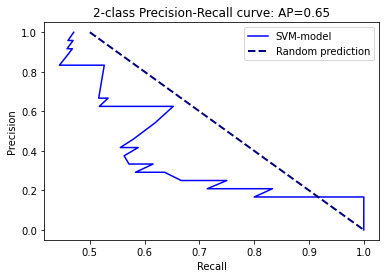 2-class Precision-Recall curve: AP=0.65
SVM-model
Random prediction
Precision
1.0
0.8
0.6
0.4
0.2
0.0
0.5
0.6
0.7
0.8
0.9
1.0
Recall